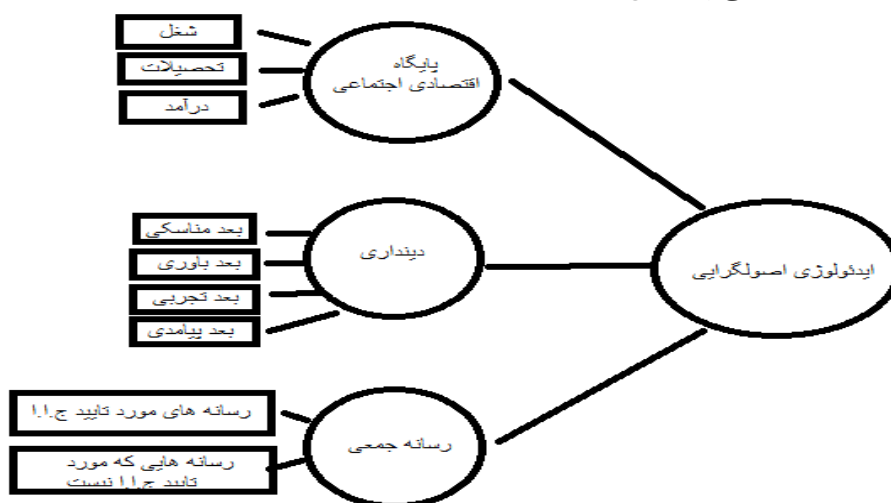 شغل
تحصیلات
درآمد
پایگاه
اقتصادی اجتماعی
بعد مناسکی
بعد باوری
بعد تجربی
بعد پیامدی
دینداری
ایدئولوژی اصولگرایی
رسانه های مورد تایید ج.ا.ا
رسانه هایی که مورد
تایید ج.ا.ا نیست
رسانه جمعی